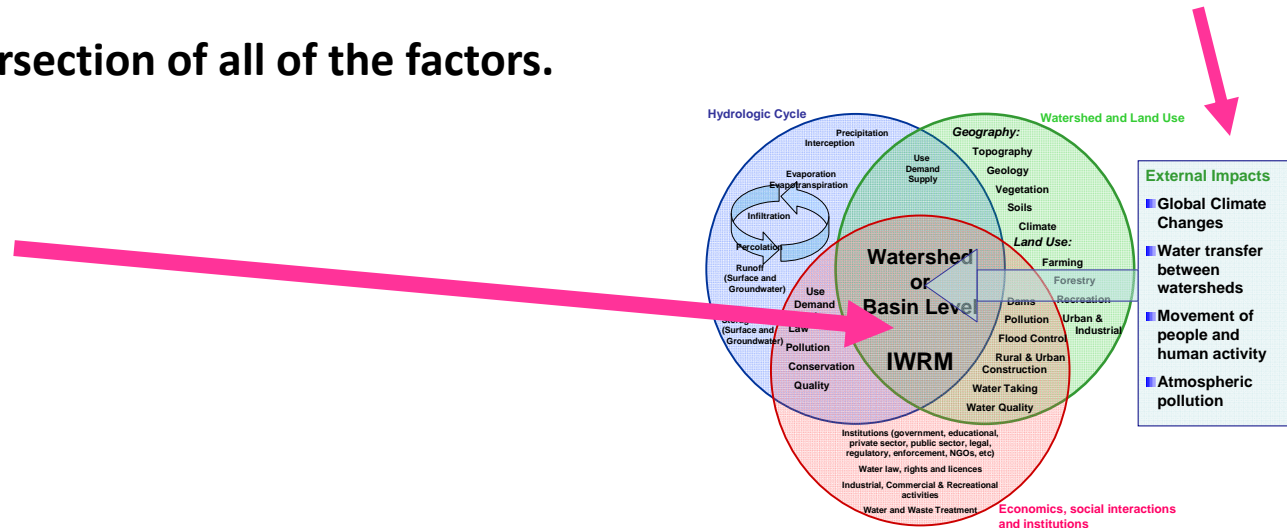 rsection of all of the factors.
Hydrologic Cycle
Watershed and Land Use
Precipitation
Interception
Evaporation
Evapotranspiration
Infiltration
Percolation
Runoff
(Surface and
Groundwater)
(Surface and
Groundwater)
Use
Demand
Supply
Geography:
Topography
Geology
Vegetation
Soils
Climate
Land Use:
Farming
Forestry
Recreation
Urban &
Industrial
Watershed
or
Basin Level
IWRM
Use
Demand
Law
Pollution
Conservation
Quality
Dams
Pollution
Flood Control
Rural & Urban
Construction
Water Taking
Water Quality
Institutions (government, educational,
private sector, public sector, legal,
regulatory, enforcement, NGOs, etc)
Water law, rights and licences
Industrial, Commercial & Recreational
activities
Water and Waste Treatment
Economics, social interactions
and institutions
External Impacts
Global Climate
Changes
Water transfer
between
watersheds
Movement of
people and
human activity
Atmospheric
pollution